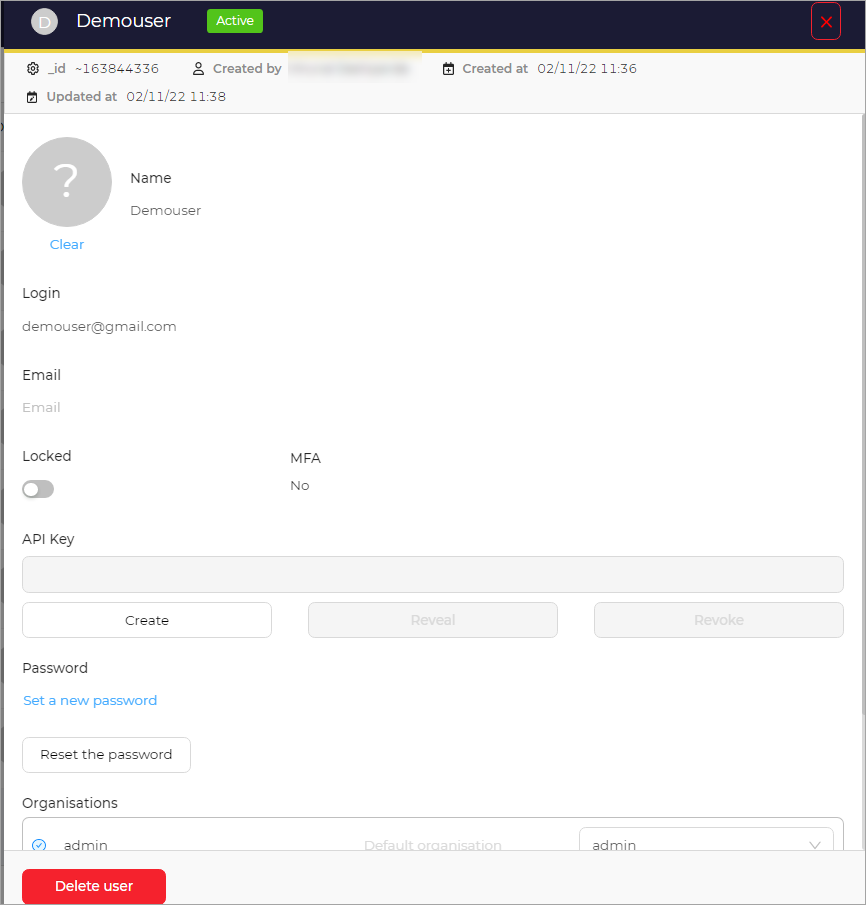 D Demouser Active
_id ~163844336 Created by Created at 02/11/22 11:36
Updated at 02/11/22 11:38
?
Name
Demouser
Clear
Login
demouser@gmail.com
Email
Email
Locked
MFA
No
API Key
Create Reveal Revoke
Password
Set a new password
Reset the password
Organisations
admin Default organisation admin
Delete user